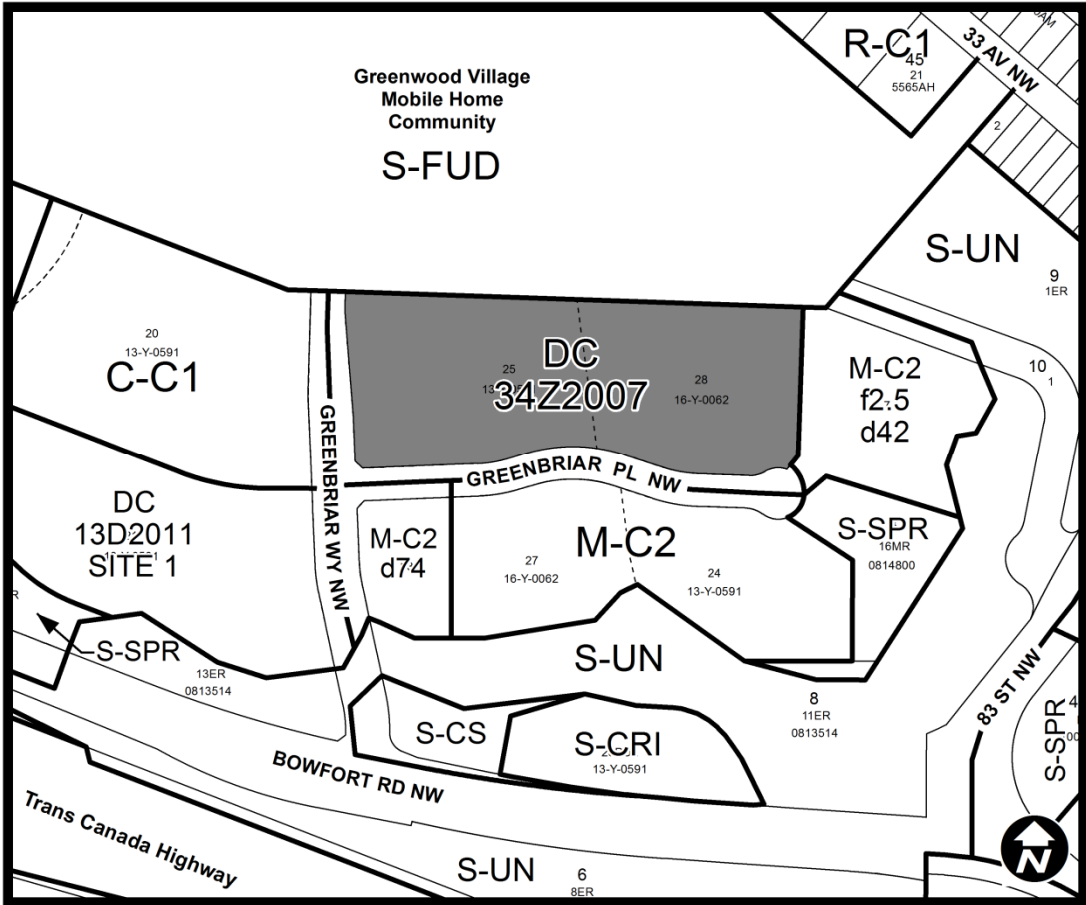 Greenwood Village
Mobile Home
Community
S-FUD
R-C1
45
21
5565AH
33 AV NW
2
S-UN
9
1ER
20
13-Y-0591
C-C1
DC
34Z2007
25
28
16-Y-0062
M-C2
f2.5
d42
10
1
GREENBRIAR WY NW
GREENBRIAR PL NW
DC
13D2011
SITE 1
M-C2
d74
M-C2
27
16-Y-0062
24
13-Y-0591
S-SPR
16MR
0814800
S-SPR
13ER
0813514
S-UN
8
11ER
0813514
83 ST NW
S-SPR
4
S-CS
S-CRI
13-Y-0591
BOWFORT RD NW
Trans Canada Highway
S-UN
6
8ER
N